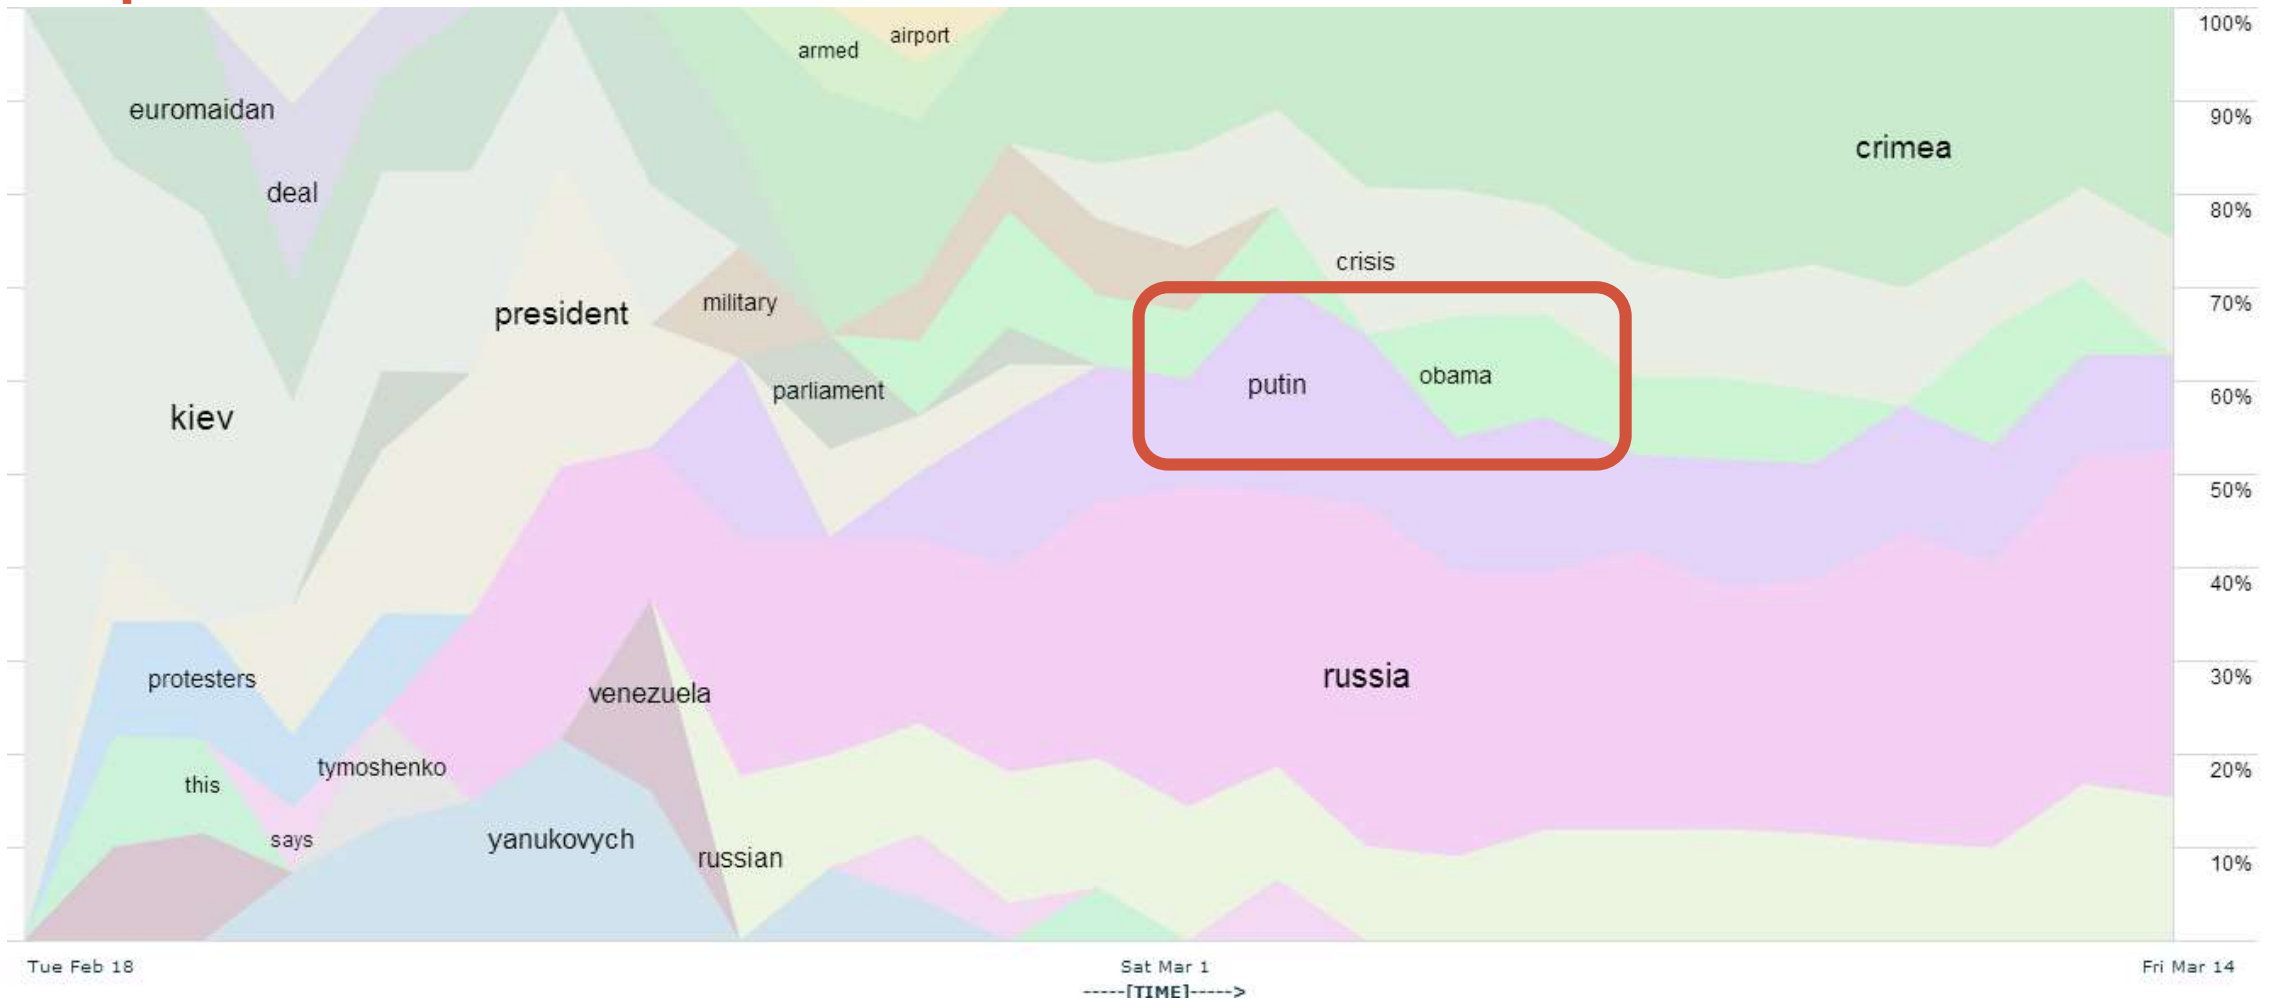 100%
airport
armed
euromaidan
90%
crimea
deal
80%
crisis
military
president
70%
putin
obama
parliament
60%
kiev
50%
40%
protesters
russia
30%
venezuela
tymoshenko
20%
this
says
yanukovych
russian
10%
Tue Feb 18
Sat Mar 1
Fri Mar 14
-----[TIME]----->